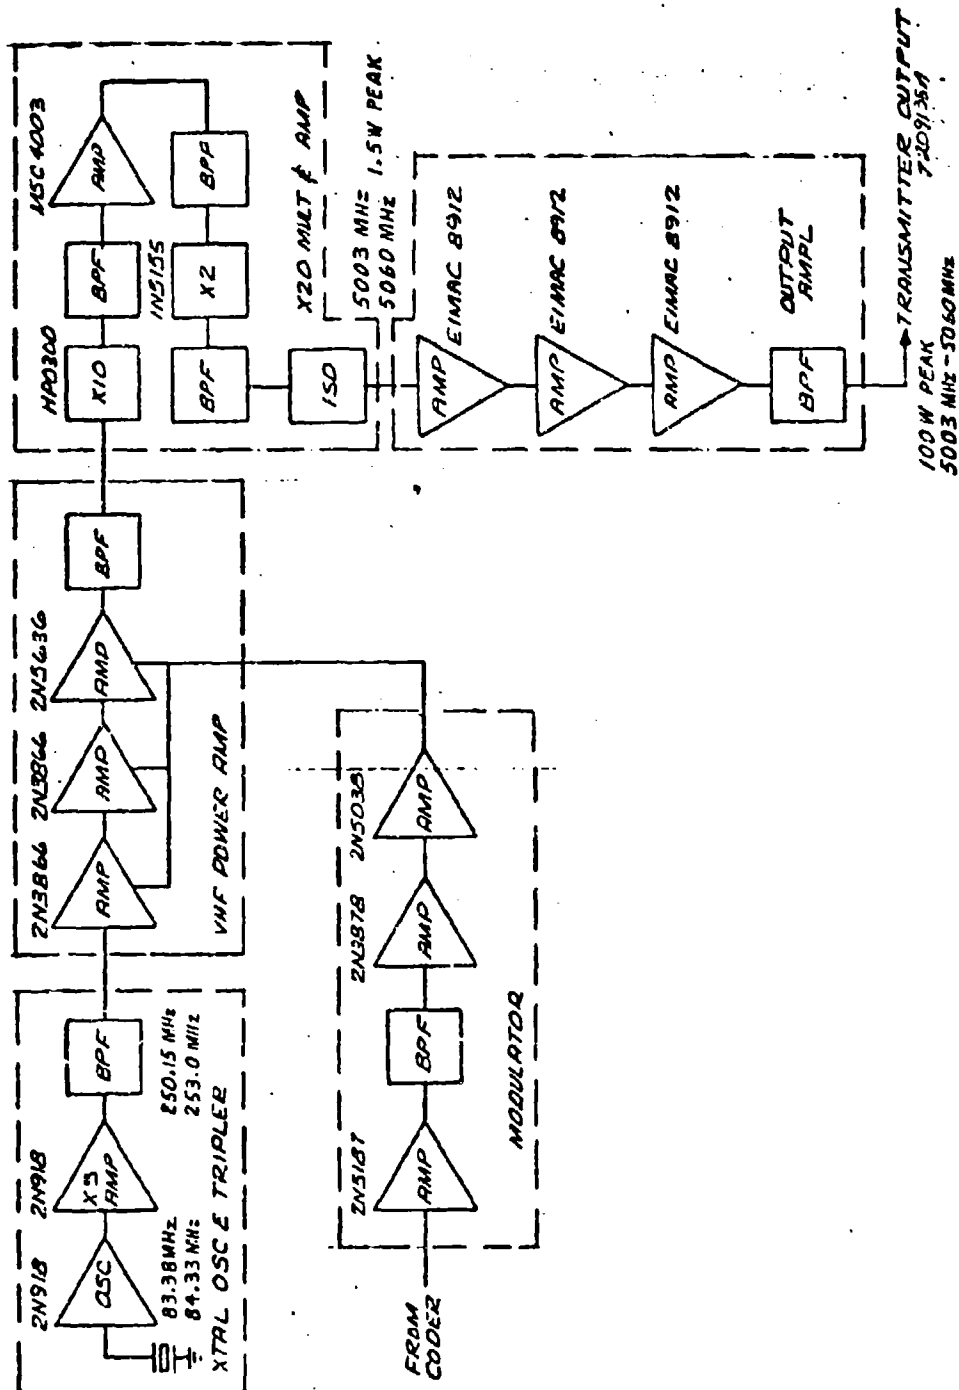 2N918
2N918
OSC
X3
AMP
BPF
83.38MHz
84.33 MHz
250.15 MHz
253.0 MHz
XTAL OSC E TRIPLER
2N3866
2N3866
2N5636
AMP
AMP
AMP
BPF
VHF POWER AMP
HP0300
MSC 4003
X10
BPF
AMP
1N5155
BPF
X2
BPF
ISO
X20 MULT & AMP
5003 MHz
5060 MHz 1.5W PEAK
AMP
EIMAC 8912
AMP
EIMAC 8912
AMP
EIMAC 8912
BPF
OUTPUT
AMPL
TRANSMITTER OUTPUT
100 W PEAK
5003 MHz - 5060 MHz
FROM
CODER
2N5187
2N3878
2N5038
AMP
BPF
AMP
AMP
MODULATOR